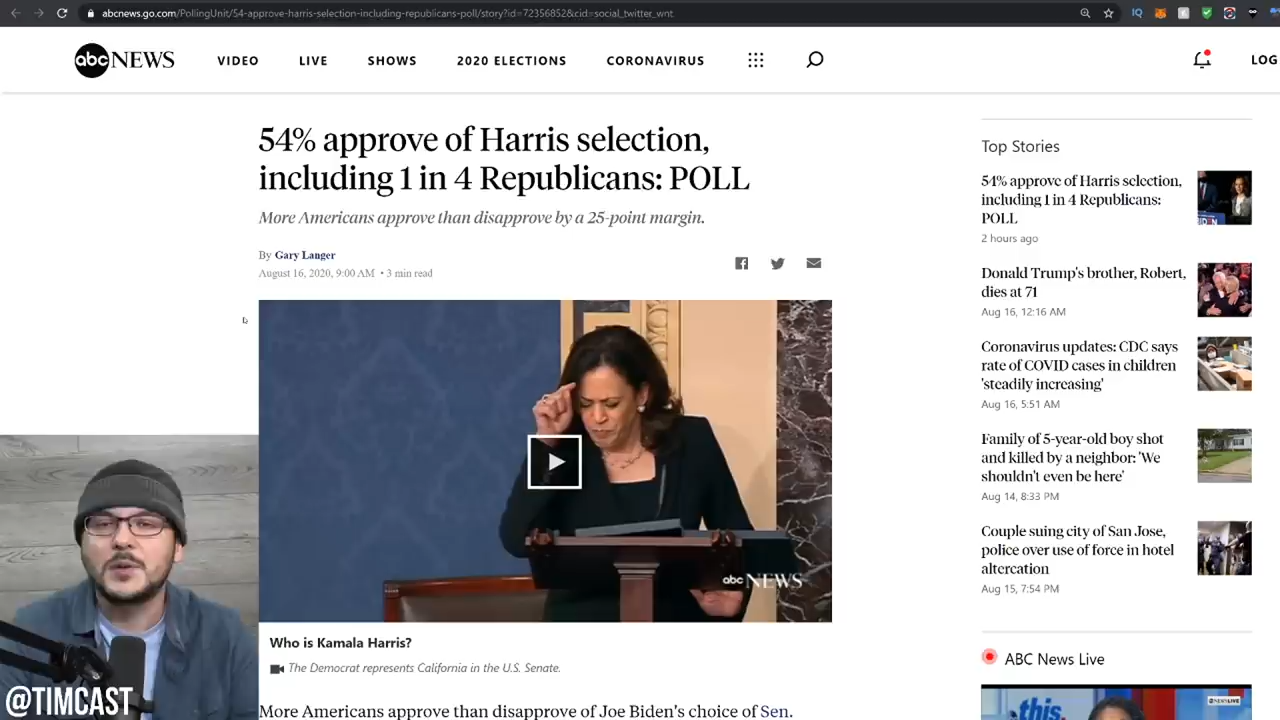 abcnews.go.com/PollingUnit/54-approve-harris-selection-including-republicans-poll/story?id=72356852&cid=social_twitter_wnt
abc NEWS
VIDEO
LIVE
SHOWS
2020 ELECTIONS
CORONAVIRUS
LOG
54% approve of Harris selection,
including 1 in 4 Republicans: POLL
More Americans approve than disapprove by a 25-point margin.
By Gary Langer
August 16, 2020, 9:00 AM • 3 min read
abc NEWS
Who is Kamala Harris?
The Democrat represents California in the U.S. Senate.
More Americans approve than disapprove of Joe Biden's choice of Sen.
Top Stories
54% approve of Harris selection,
including 1 in 4 Republicans:
POLL
2 hours ago
Donald Trump's brother, Robert,
dies at 71
Aug 16, 12:16 AM
Coronavirus updates: CDC says
rate of COVID cases in children
'steadily increasing'
Aug 16, 5:51 AM
Family of 5-year-old boy shot
and killed by a neighbor: 'We
shouldn't even be here'
Aug 14, 8:33 PM
Couple suing city of San Jose,
police over use of force in hotel
altercation
Aug 15, 7:54 PM
ABC News Live
this
abc NEWS LIVE
@TIMCAST